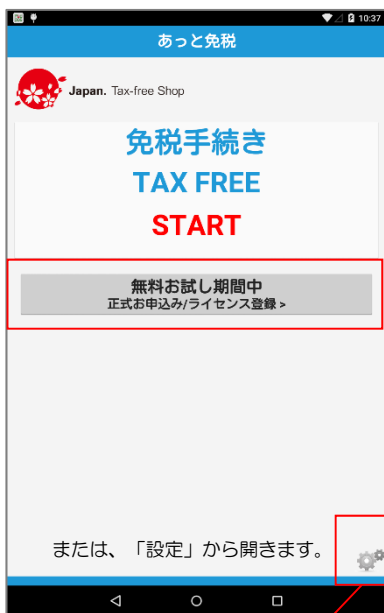 10:37
あっと免税
Japan. Tax-free Shop
免税手続き
TAX FREE
START
無料お試し期間中
正式お申込み/ライセンス登録 >
または、「設定」から開きます。